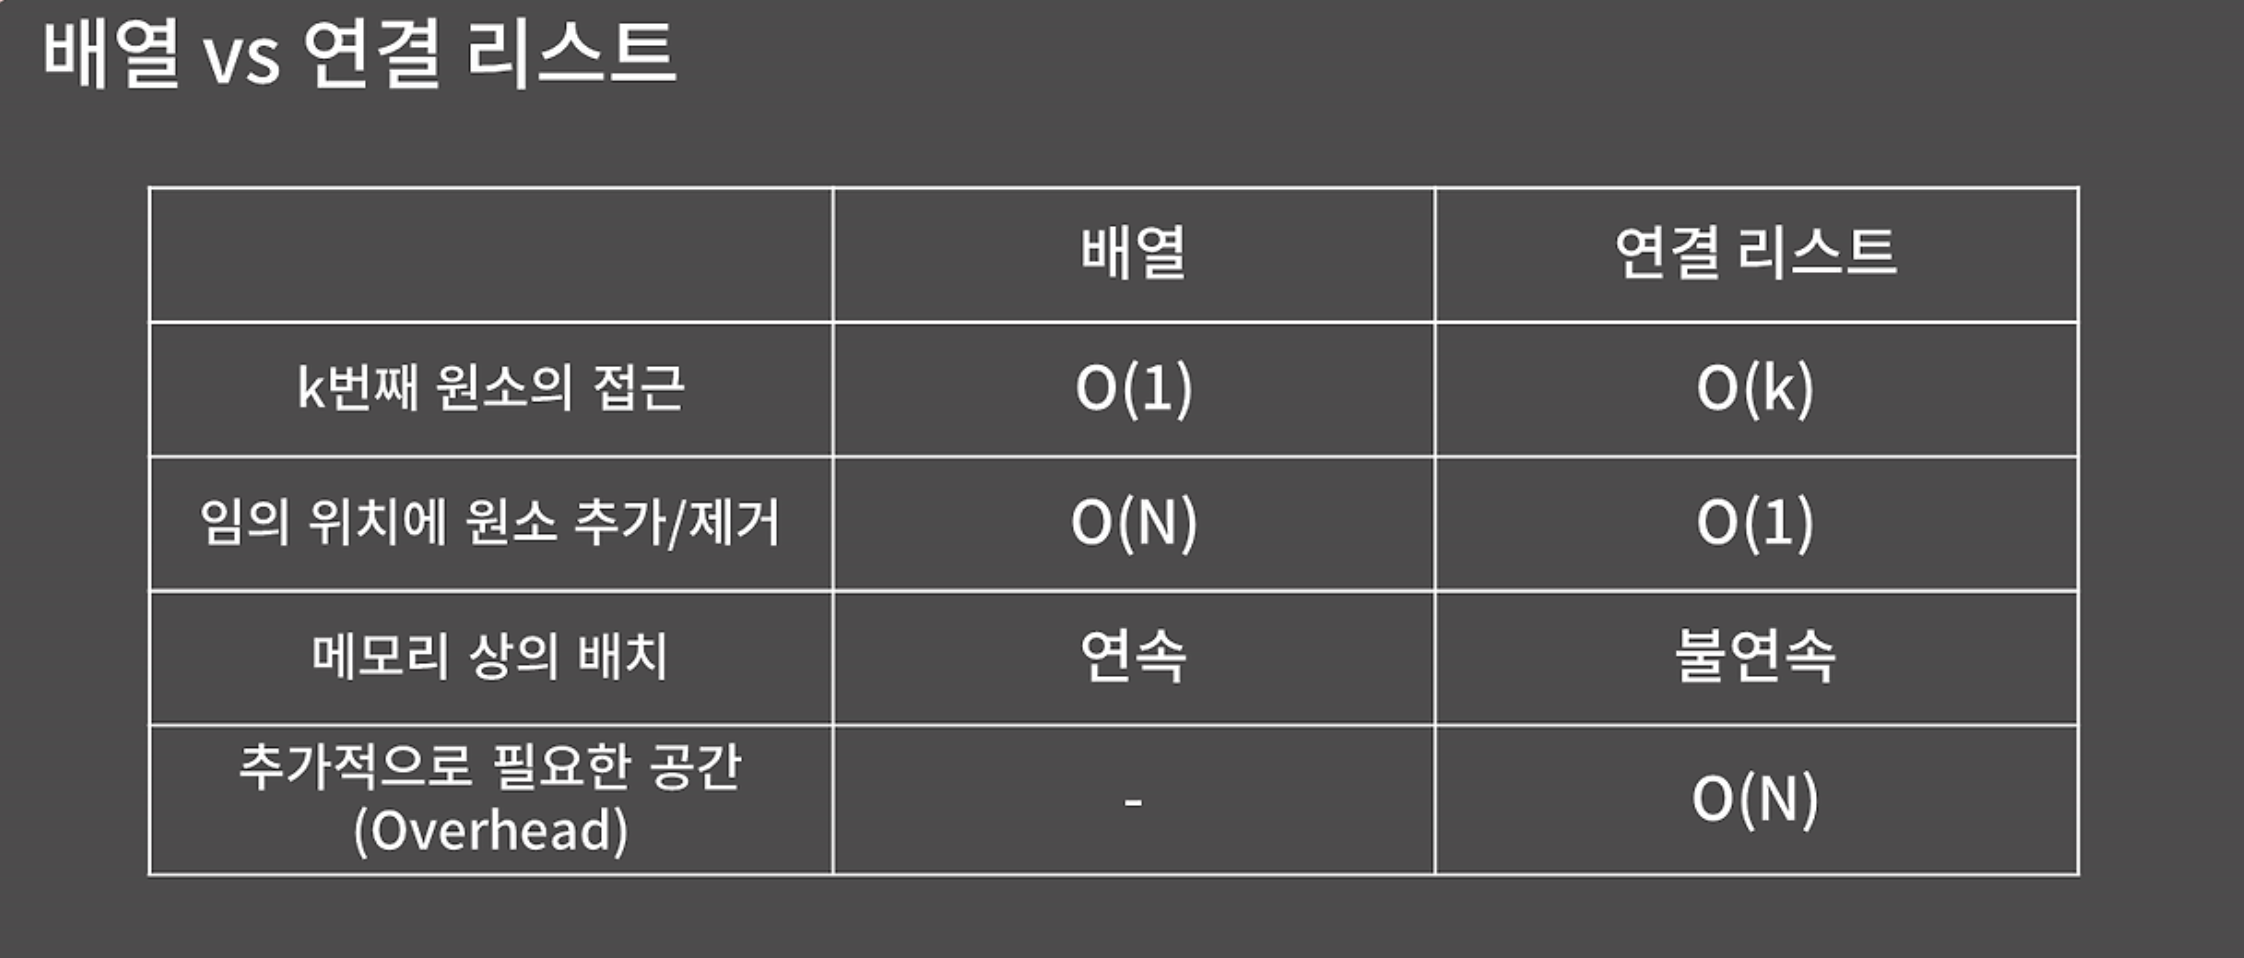 배열 vs 연결 리스트
배열
연결 리스트
k번째 원소의 접근
O(1)
O(k)
임의 위치에 원소 추가/제거
O(N)
O(1)
메모리 상의 배치
연속
불연속
추가적으로 필요한 공간
(Overhead)
-
O(N)